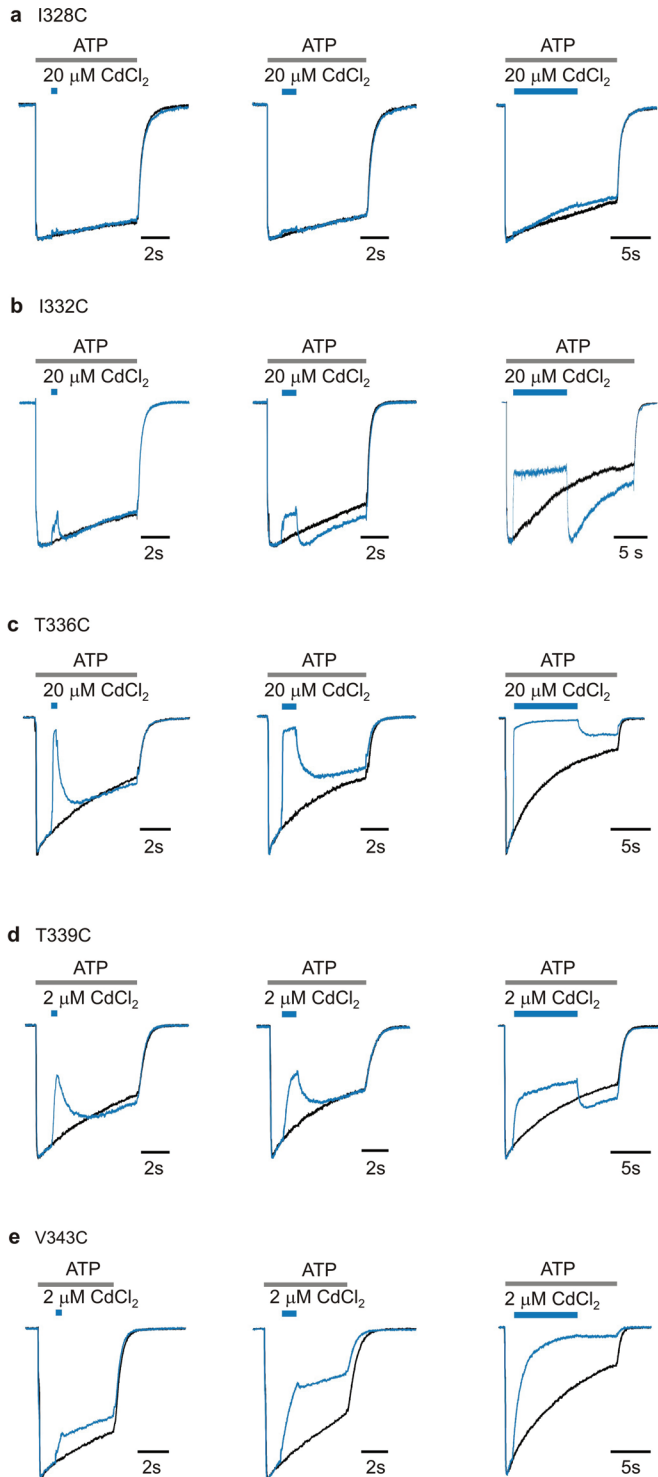 a I328C
ATP ATP ATP
20 μM CdCl₂ 20 μM CdCl₂ 20 μM CdCl₂
2s 2s 5s
b I332C
ATP ATP ATP
20 μM CdCl₂ 20 μM CdCl₂ 20 μM CdCl₂
2s 2s 5 s
c T336C
ATP ATP ATP
20 μM CdCl₂ 20 μM CdCl₂ 20 μM CdCl₂
2s 2s 5s
d T339C
ATP ATP ATP
2 μM CdCl₂ 2 μM CdCl₂ 2 μM CdCl₂
2s 2s 5s
e V343C
ATP ATP ATP
2 μM CdCl₂ 2 μM CdCl₂ 2 μM CdCl₂
2s 2s 5s